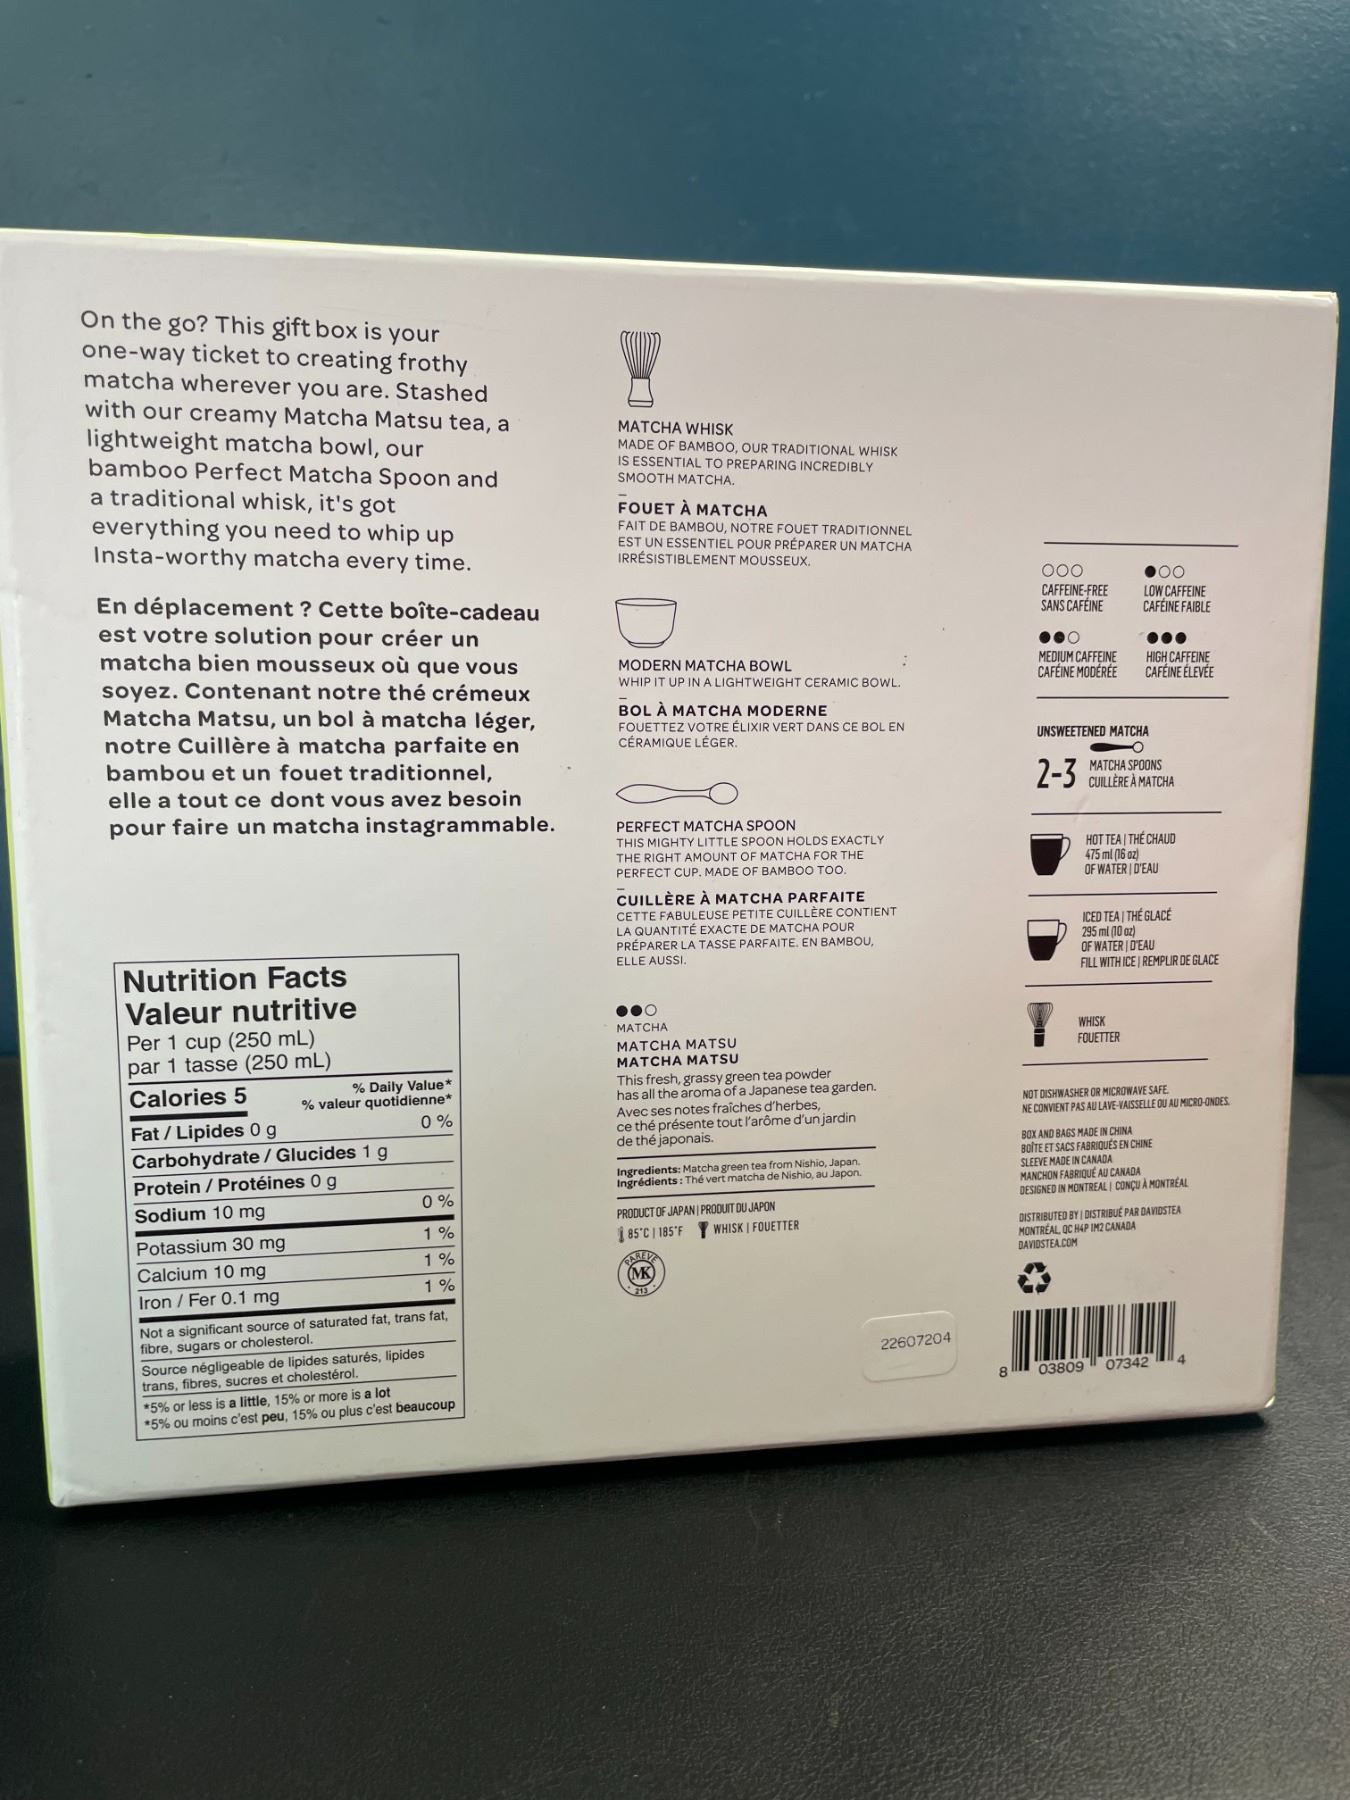 On the go? This gift box is your
one-way ticket to creating frothy
matcha wherever you are. Stashed
with our creamy Matcha Matsu tea, a
lightweight matcha bowl, our
bamboo Perfect Matcha Spoon and
a traditional whisk, it's got
everything you need to whip up
Insta-worthy matcha every time.
En déplacement ? Cette boîte-cadeau
est votre solution pour créer un
matcha bien mousseux où que vous
soyez. Contenant notre thé crémeux
Matcha Matsu, un bol à matcha léger,
notre Cuillère à matcha parfaite en
bambou et un fouet traditionnel,
elle a tout ce dont vous avez besoin
pour faire un matcha instagrammable.
Nutrition Facts
Valeur nutritive
Per 1 cup (250 mL)
par 1 tasse (250 mL)
Calories 5
% Daily Value*
% valeur quotidienne*
Fat / Lipides 0 g 0 %
Carbohydrate / Glucides 1 g
Protein / Protéines 0 g
Sodium 10 mg 0 %
Potassium 30 mg 1 %
Calcium 10 mg 1 %
Iron / Fer 0.1 mg 1 %
Not a significant source of saturated fat, trans fat,
fibre, sugars or cholesterol.
Source négligeable de lipides saturés, lipides
trans, fibres, sucres et cholestérol.
*5% or less is a little, 15% or more is a lot
*5% ou moins c'est peu, 15% ou plus c'est beaucoup
MATCHA WHISK
MADE OF BAMBOO, OUR TRADITIONAL WHISK
IS ESSENTIAL TO PREPARING INCREDIBLY
SMOOTH MATCHA.
–
FOUET À MATCHA
FAIT DE BAMBOU, NOTRE FOUET TRADITIONNEL
EST UN ESSENTIEL POUR PRÉPARER UN MATCHA
IRRÉSISTIBLEMENT MOUSSEUX.
MODERN MATCHA BOWL
WHIP IT UP IN A LIGHTWEIGHT CERAMIC BOWL.
–
BOL À MATCHA MODERNE
FOUETTEZ VOTRE ÉLIXIR VERT DANS CE BOL EN
CÉRAMIQUE LÉGER.
PERFECT MATCHA SPOON
THIS MIGHTY LITTLE SPOON HOLDS EXACTLY
THE RIGHT AMOUNT OF MATCHA FOR THE
PERFECT CUP. MADE OF BAMBOO TOO.
–
CUILLÈRE À MATCHA PARFAITE
CETTE FABULEUSE PETITE CUILLÈRE CONTIENT
LA QUANTITÉ EXACTE DE MATCHA POUR
PRÉPARER LA TASSE PARFAITE. EN BAMBOU,
ELLE AUSSI.
MATCHA
MATCHA MATSU
MATCHA MATSU
This fresh, grassy green tea powder
has all the aroma of a Japanese tea garden.
Avec ses notes fraîches d'herbes,
ce thé présente tout l'arôme d'un jardin
de thé japonais.
Ingredients: Matcha green tea from Nishio, Japan.
Ingrédients : Thé vert matcha de Nishio, au Japon.
PRODUCT OF JAPAN | PRODUIT DU JAPON
85°C | 185°F WHISK | FOUETTER
PAREVE
MK
213
22607204
CAFFEINE-FREE
SANS CAFÉINE
LOW CAFFEINE
CAFÉINE FAIBLE
MEDIUM CAFFEINE
CAFÉINE MODÉRÉE
HIGH CAFFEINE
CAFÉINE ÉLEVÉE
UNSWEETENED MATCHA
2-3 MATCHA SPOONS
CUILLÈRE À MATCHA
HOT TEA | THÉ CHAUD
475 ml (16 oz)
OF WATER | D'EAU
ICED TEA | THÉ GLACÉ
295 ml (10 oz)
OF WATER | D'EAU
FILL WITH ICE | REMPLIR DE GLACE
WHISK
FOUETTER
NOT DISHWASHER OR MICROWAVE SAFE.
NE CONVIENT PAS AU LAVE-VAISSELLE OU AU MICRO-ONDES.
BOX AND BAGS MADE IN CHINA
BOÎTE ET SACS FABRIQUÉS EN CHINE
SLEEVE MADE IN CANADA
MANCHON FABRIQUÉ AU CANADA
DESIGNED IN MONTREAL | CONÇU À MONTRÉAL
DISTRIBUTED BY | DISTRIBUÉ PAR DAVIDSTEA
MONTRÉAL, QC H4P 1M2 CANADA
DAVIDSTEA.COM
8 03809 07342 4